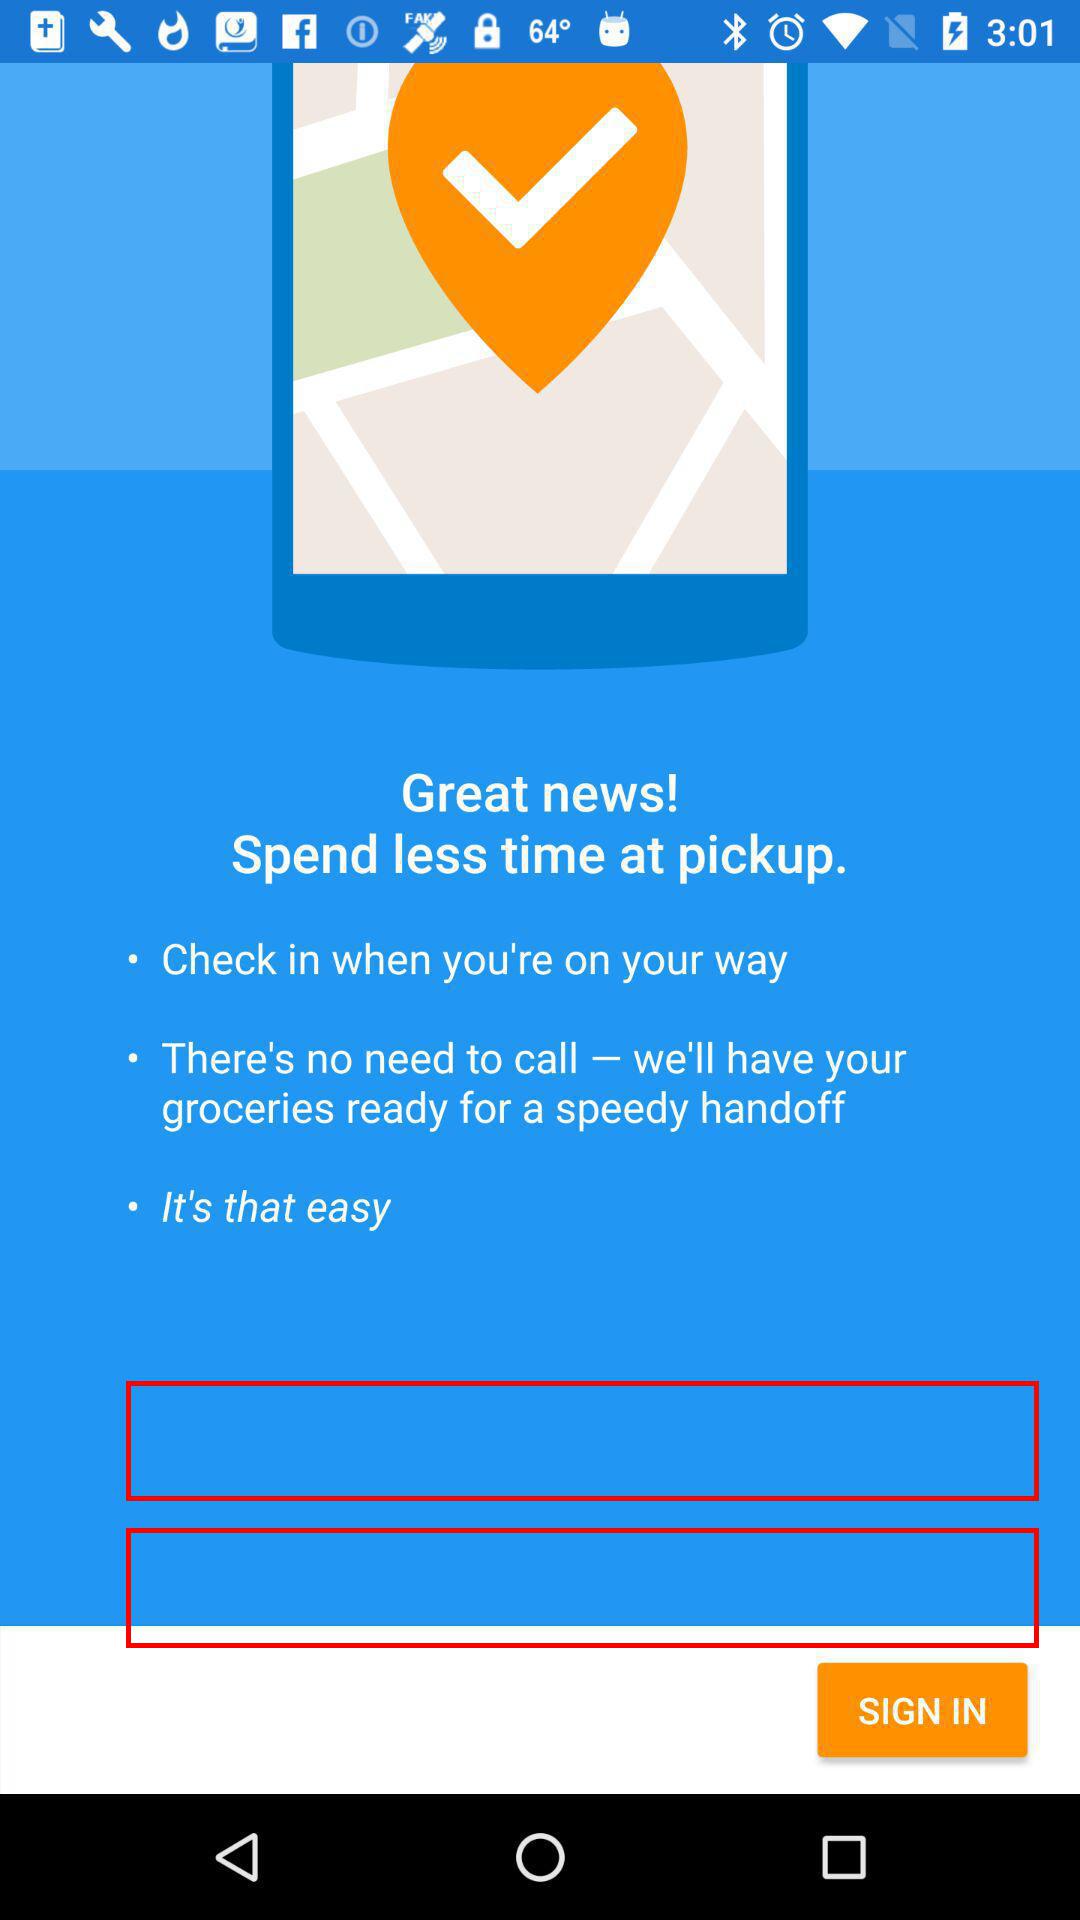 FAKE
64°
3:01
Great news!
Spend less time at pickup.
• Check in when you're on your way
• There's no need to call — we'll have your
groceries ready for a speedy handoff
• It's that easy
SIGN IN